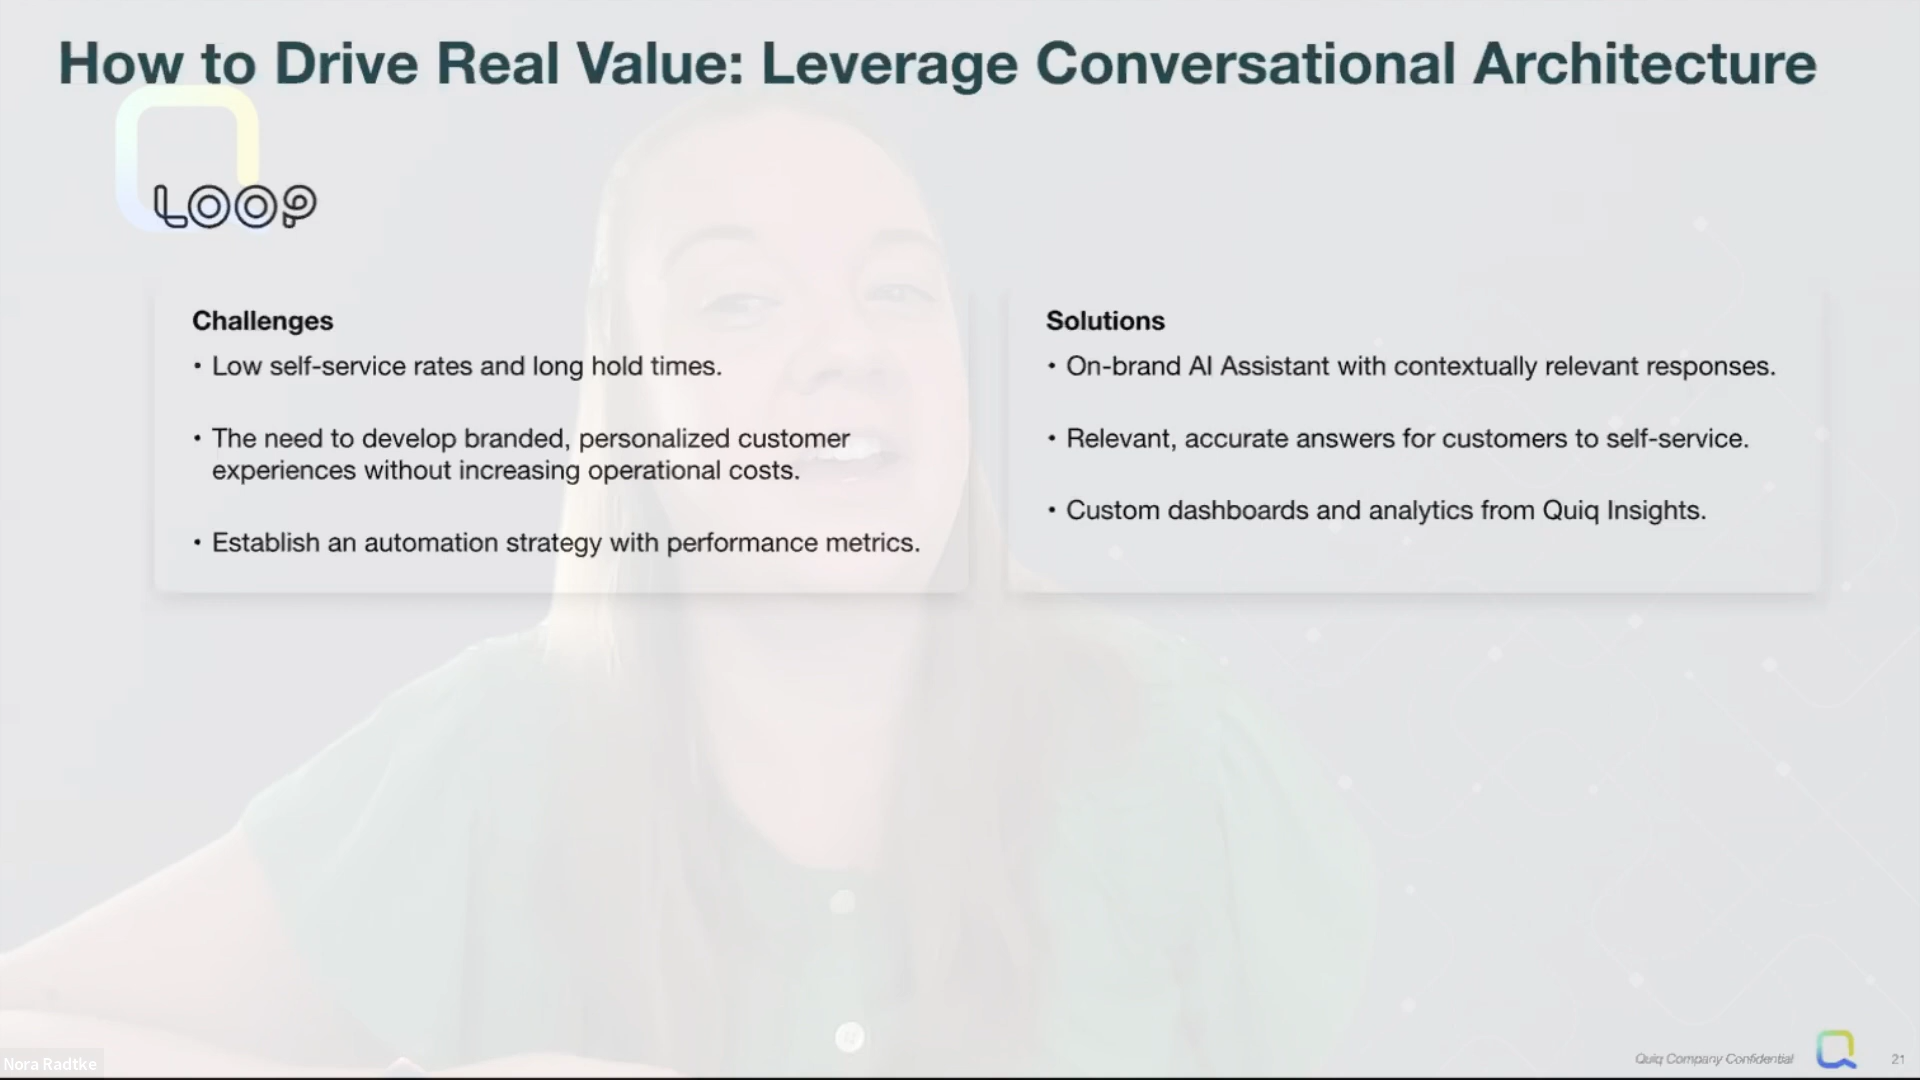 How to Drive Real Value: Leverage Conversational Architecture
LOOP
Challenges
• Low self-service rates and long hold times.
• The need to develop branded, personalized customer
experiences without increasing operational costs.
• Establish an automation strategy with performance metrics.
Solutions
• On-brand AI Assistant with contextually relevant responses.
• Relevant, accurate answers for customers to self-service.
• Custom dashboards and analytics from Quiq Insights.
Nora Radtke
Quiq Company Confidential
21